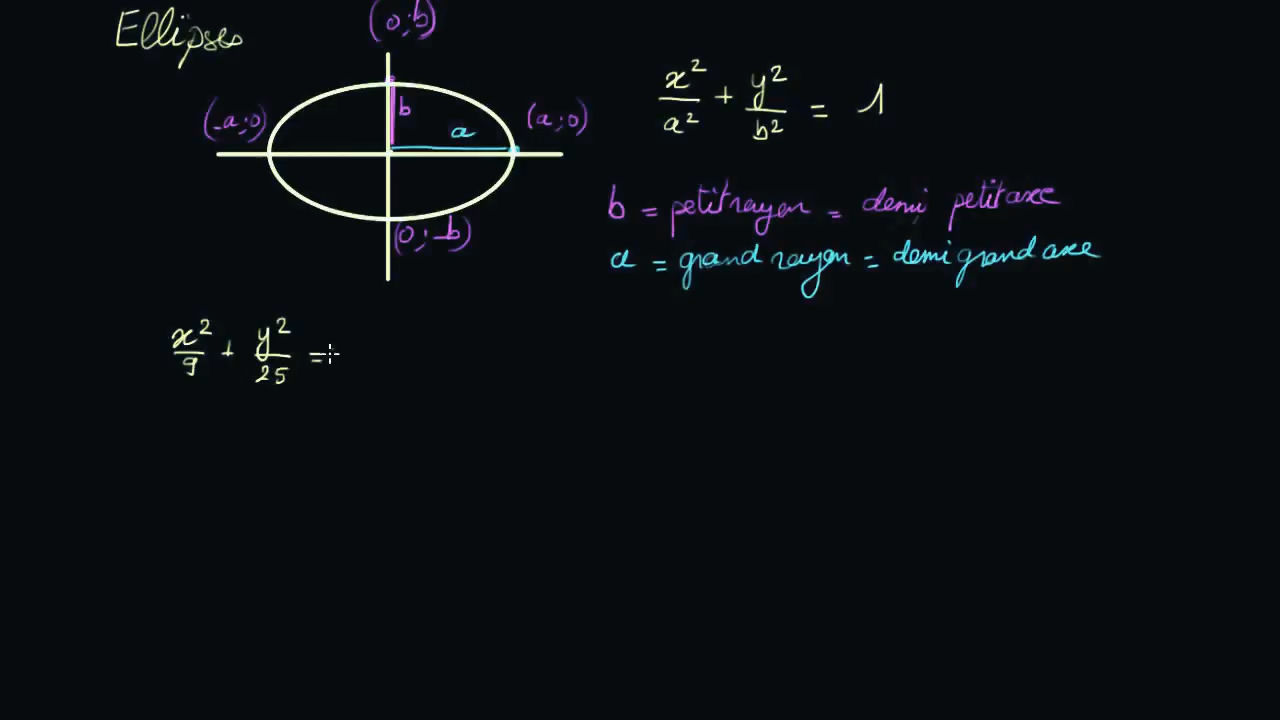 Ellipses
(0;b)
b
a
(-a;0)
(a;0)
(0;-b)
x²/a² + y²/b² = 1
b = petit rayon = demi petit axe
a = grand rayon = demi grand axe
x²/9 + y²/25 =